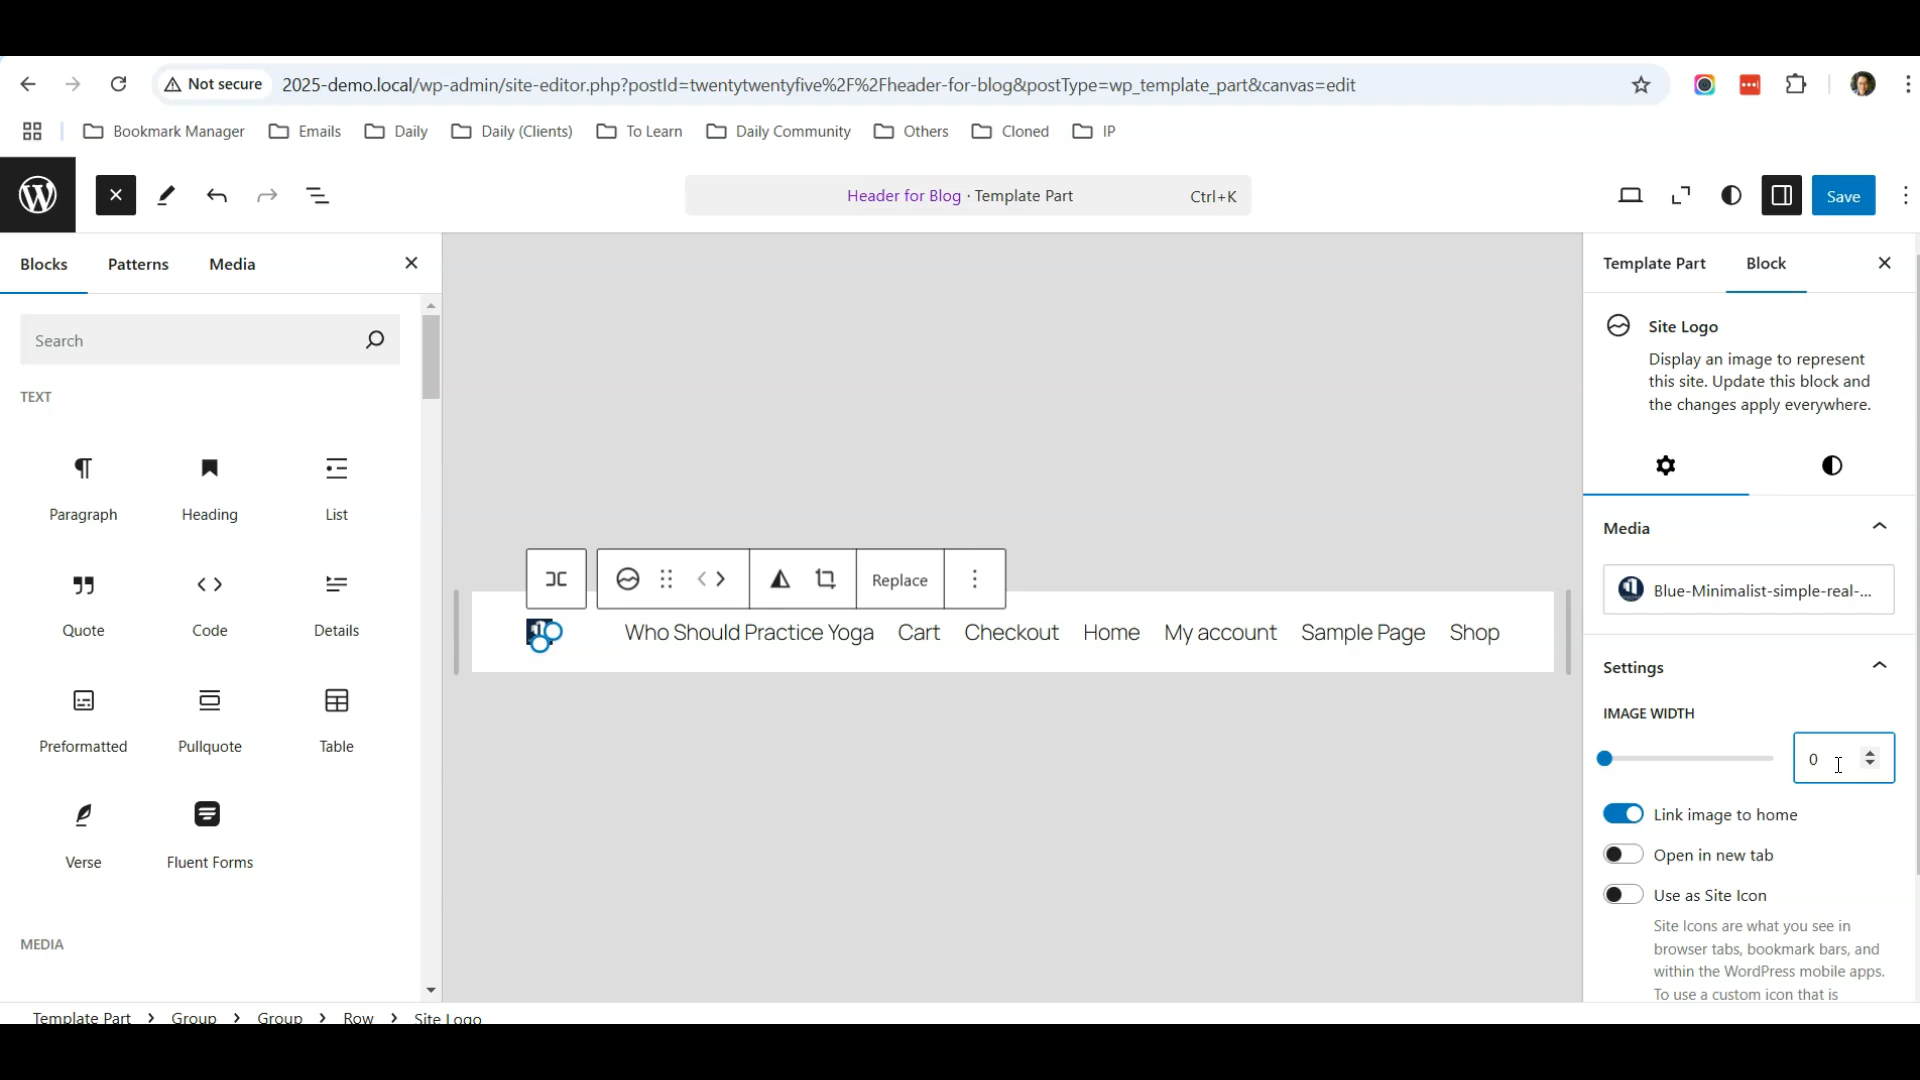 Not secure 2025-demo.local/wp-admin/site-editor.php?postId=twentytwentyfive%2F%2Fheader-for-blog&postType=wp_template_part&canvas=edit
Bookmark Manager Emails Daily Daily (Clients) To Learn Daily Community Others Cloned IP
Header for Blog · Template Part Ctrl+K
Save
Blocks Patterns Media
Search
TEXT
Paragraph Heading List
Quote Code Details
Preformatted Pullquote Table
Verse Fluent Forms
MEDIA
Replace
Who Should Practice Yoga Cart Checkout Home My account Sample Page Shop
Template Part Block
Site Logo
Display an image to represent
this site. Update this block and
the changes apply everywhere.
Media
Blue-Minimalist-simple-real-...
Settings
IMAGE WIDTH
0
Link image to home
Open in new tab
Use as Site Icon
Site Icons are what you see in
browser tabs, bookmark bars, and
within the WordPress mobile apps.
To use a custom icon that is
Template Part > Group > Group > Row > Site Logo